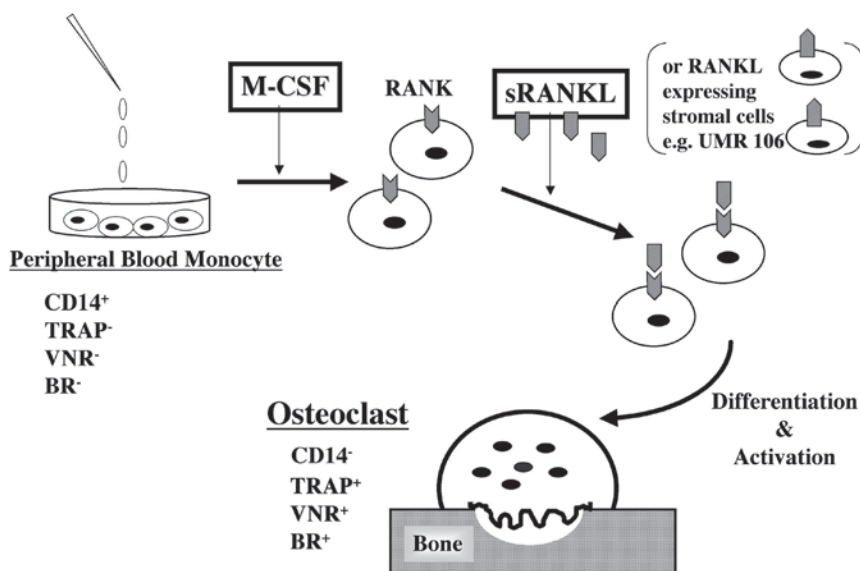 M-CSF
RANK
sRANKL
or RANKL
expressing
stromal cells
e.g. UMR 106
Peripheral Blood Monocyte
CD14⁺
TRAP⁻
VNR⁻
BR⁻
Differentiation
&
Activation
Osteoclast
CD14⁻
TRAP⁺
VNR⁺
BR⁺
Bone